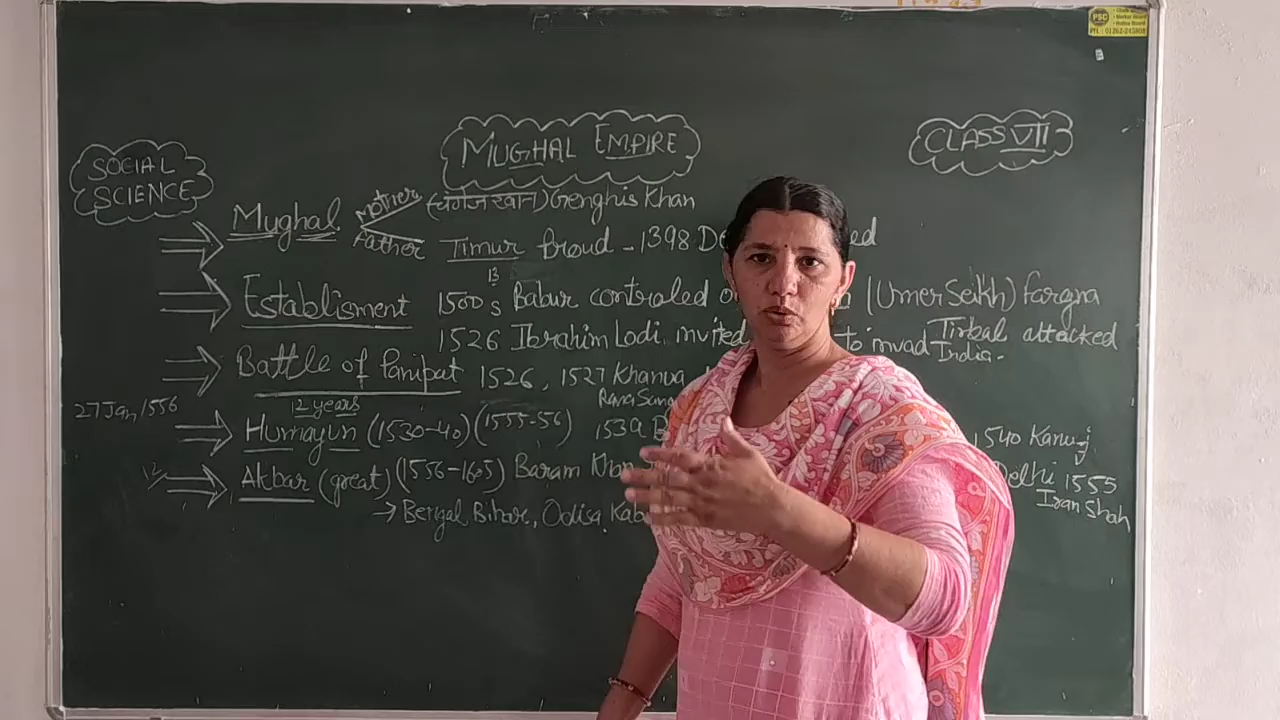 SOCIAL SCIENCE
MUGHAL EMPIRE
CLASS VII
Mughal
Mother (चंगेज खान) Genghis Khan
Father Timur broud - 1398
Establisment 1500s Babur controled (Umer Seikh) Fargna
1526 Ibrahim Lodi invited to invad Tirbal attacked
India.
Battle of Panipat 1526, 1527 Khanua
Rana
27 Jan 1556
12 years
Humayun (1530-40) (1555-56) 1539 1540 Kanuj
Akbar (great) (1556-1605) Baram Khan Delhi 1555
Iran Shah
→ Bengal Bihar, Odisa.
PSC